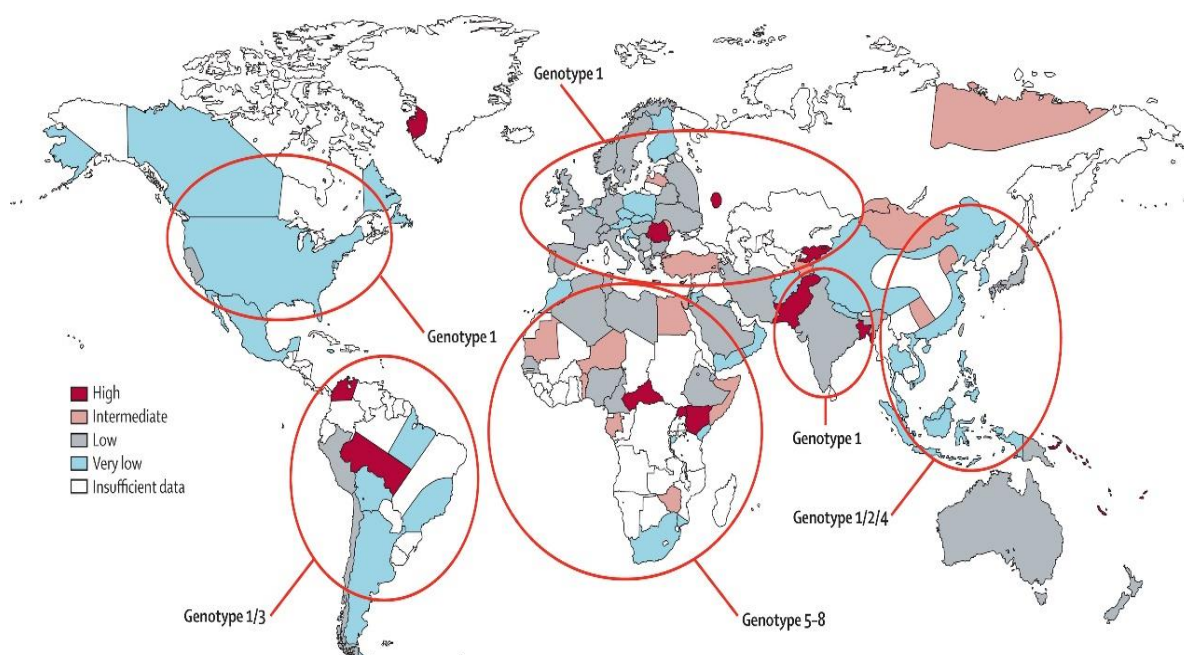 Genotype 1
Genotype 1
High
Intermediate
Low
Very low
Insufficient data
Genotype 1
Genotype 1/2/4
Genotype 1/3
Genotype 5–8